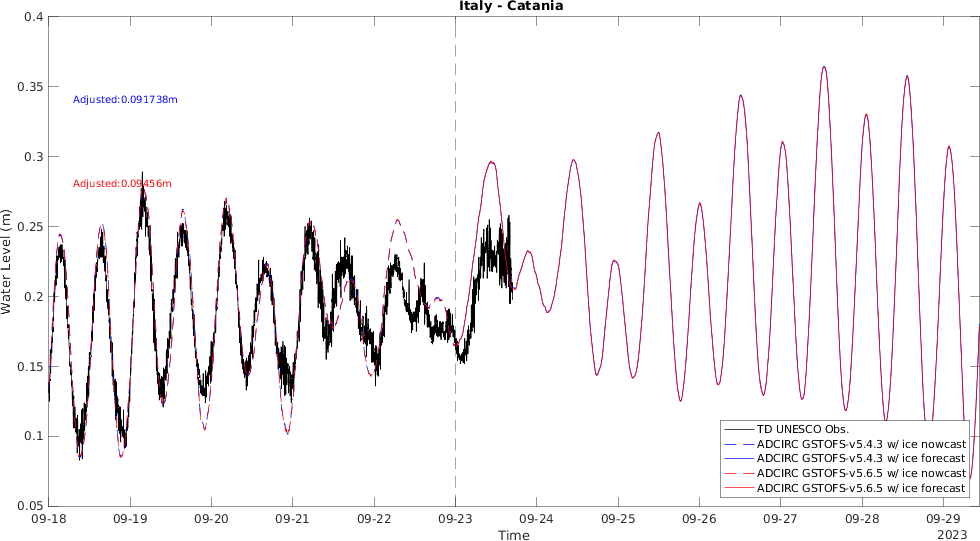 Italy - Catania
0.4
0.35
Adjusted:0.091738m
0.3
Adjusted:0.09456m
0.25
Water Level (m)
0.2
0.15
0.1
0.05
TD UNESCO Obs.
ADCIRC GSTOFS-v5.4.3 w/ ice nowcast
ADCIRC GSTOFS-v5.4.3 w/ ice forecast
ADCIRC GSTOFS-v5.6.5 w/ ice nowcast
ADCIRC GSTOFS-v5.6.5 w/ ice forecast
09-18 09-19 09-20 09-21 09-22 09-23 09-24 09-25 09-26 09-27 09-28 09-29
Time
2023